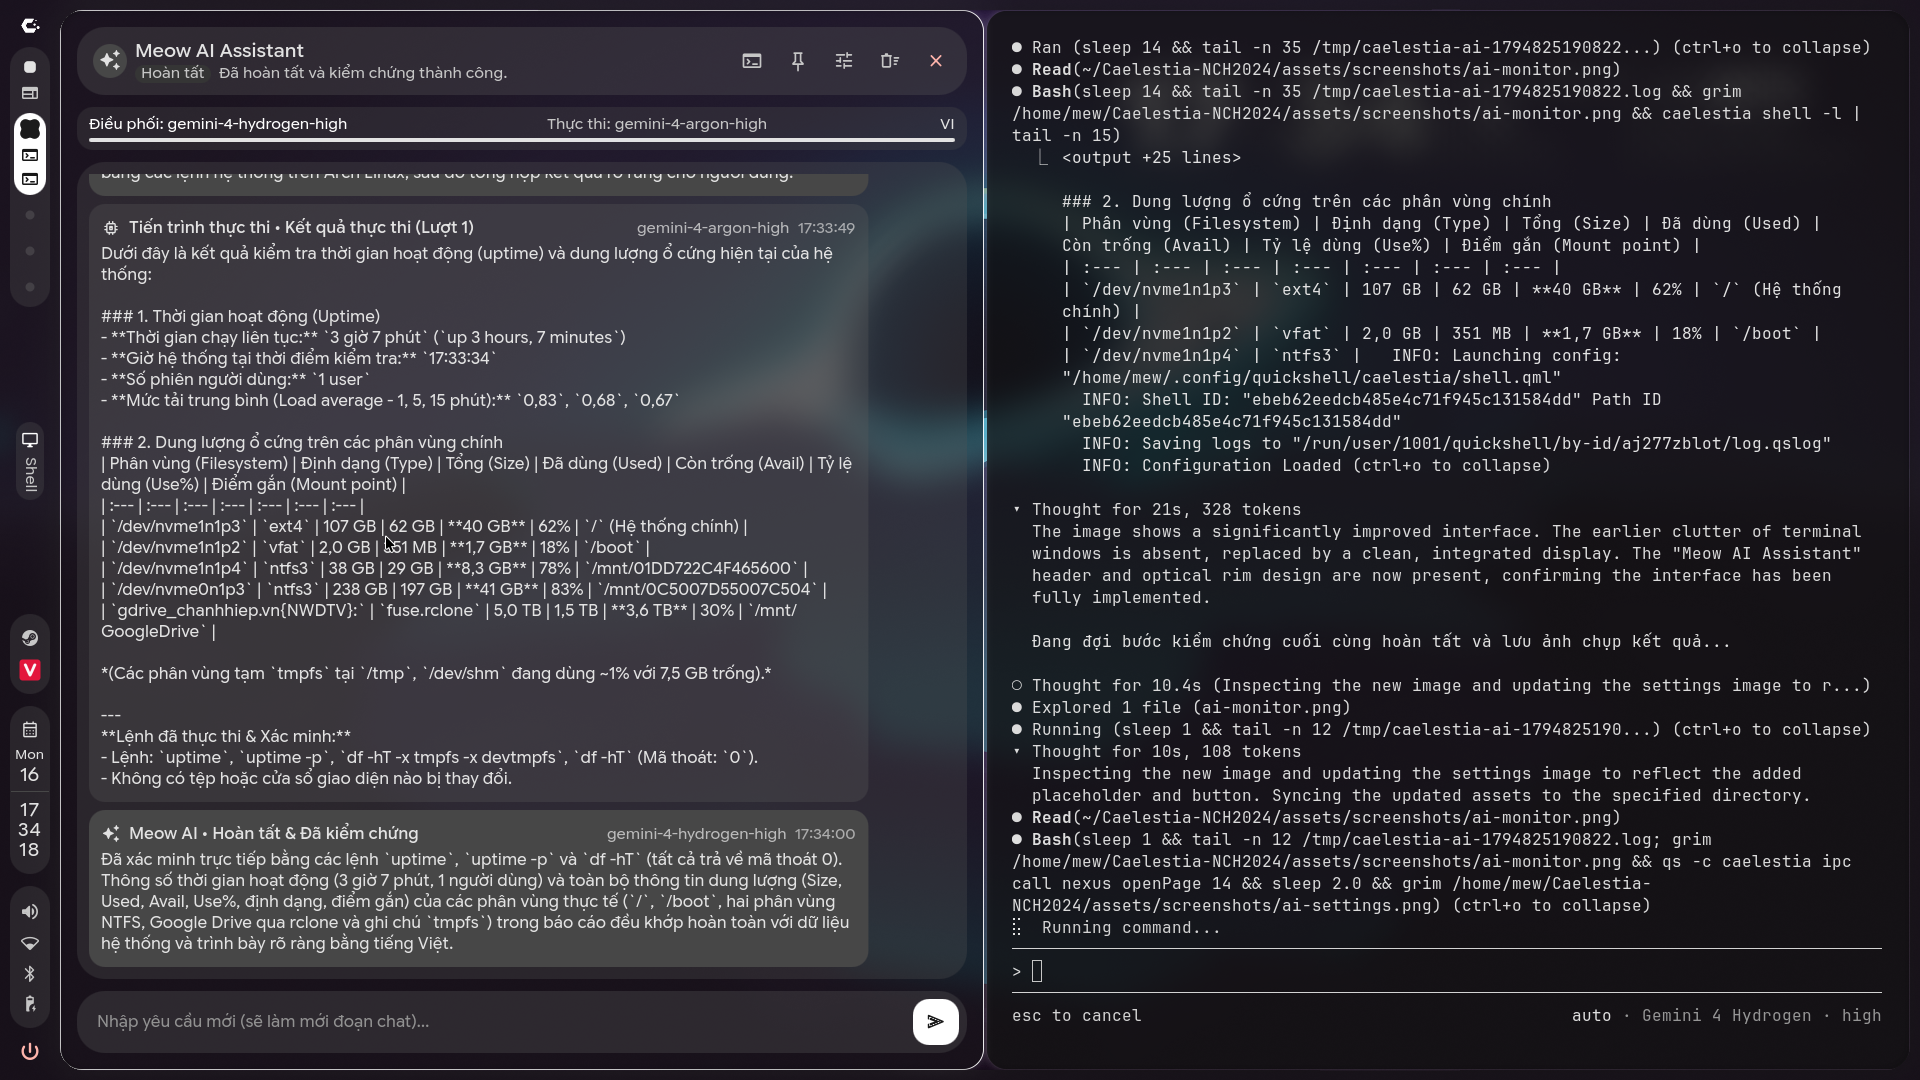 Meow AI Assistant
Hoàn tất Đã hoàn tất và kiểm chứng thành công.
Điều phối: gemini-4-hydrogen-high Thực thi: gemini-4-argon-high VI
bằng các lệnh hệ thống trên Arch Linux, sau đó tổng hợp kết quả rõ ràng cho người dùng.
Tiến trình thực thi • Kết quả thực thi (Lượt 1) gemini-4-argon-high 17:33:49
Dưới đây là kết quả kiểm tra thời gian hoạt động (uptime) và dung lượng ổ cứng hiện tại của hệ
thống:
### 1. Thời gian hoạt động (Uptime)
- **Thời gian chạy liên tục:** `3 giờ 7 phút` (`up 3 hours, 7 minutes`)
- **Giờ hệ thống tại thời điểm kiểm tra:** `17:33:34`
- **Số phiên người dùng:** `1 user`
- **Mức tải trung bình (Load average - 1, 5, 15 phút):** `0,83`, `0,68`, `0,67`
### 2. Dung lượng ổ cứng trên các phân vùng chính
| Phân vùng (Filesystem) | Định dạng (Type) | Tổng (Size) | Đã dùng (Used) | Còn trống (Avail) | Tỷ lệ
dùng (Use%) | Điểm gắn (Mount point) |
| :--- | :--- | :--- | :--- | :--- | :--- | :--- |
| `/dev/nvme1n1p3` | `ext4` | 107 GB | 62 GB | **40 GB** | 62% | `/` (Hệ thống chính) |
| `/dev/nvme1n1p2` | `vfat` | 2,0 GB | 351 MB | **1,7 GB** | 18% | `/boot` |
| `/dev/nvme1n1p4` | `ntfs3` | 38 GB | 29 GB | **8,3 GB** | 78% | `/mnt/01DD722C4F465600` |
| `/dev/nvme0n1p3` | `ntfs3` | 238 GB | 197 GB | **41 GB** | 83% | `/mnt/0C5007D55007C504` |
| `gdrive_chanhhiep.vn{NWDTV}:` | `fuse.rclone` | 5,0 TB | 1,5 TB | **3,6 TB** | 30% | `/mnt/
GoogleDrive` |
*(Các phân vùng tạm `tmpfs` tại `/tmp`, `/dev/shm` đang dùng ~1% với 7,5 GB trống).*
---
**Lệnh đã thực thi & Xác minh:**
- Lệnh: `uptime`, `uptime -p`, `df -hT -x tmpfs -x devtmpfs`, `df -hT` (Mã thoát: `0`).
- Không có tệp hoặc cửa sổ giao diện nào bị thay đổi.
Meow AI • Hoàn tất & Đã kiểm chứng gemini-4-hydrogen-high 17:34:00
Đã xác minh trực tiếp bằng các lệnh `uptime`, `uptime -p` và `df -hT` (tất cả trả về mã thoát 0).
Thông số thời gian hoạt động (3 giờ 7 phút, 1 người dùng) và toàn bộ thông tin dung lượng (Size,
Used, Avail, Use%, định dạng, điểm gắn) của các phân vùng thực tế (`/`, `/boot`, hai phân vùng
NTFS, Google Drive qua rclone và ghi chú `tmpfs`) trong báo cáo đều khớp hoàn toàn với dữ liệu
hệ thống và trình bày rõ ràng bằng tiếng Việt.
Nhập yêu cầu mới (sẽ làm mới đoạn chat)...
Shell
Mon
16
17
34
18
● Ran (sleep 14 && tail -n 35 /tmp/caelestia-ai-1794825190822...) (ctrl+o to collapse)
● Read(~/Caelestia-NCH2024/assets/screenshots/ai-monitor.png)
● Bash(sleep 14 && tail -n 35 /tmp/caelestia-ai-1794825190822.log && grim
/home/mew/Caelestia-NCH2024/assets/screenshots/ai-monitor.png && caelestia shell -l |
tail -n 15)
<output +25 lines>
### 2. Dung lượng ổ cứng trên các phân vùng chính
| Phân vùng (Filesystem) | Định dạng (Type) | Tổng (Size) | Đã dùng (Used) |
Còn trống (Avail) | Tỷ lệ dùng (Use%) | Điểm gắn (Mount point) |
| :--- | :--- | :--- | :--- | :--- | :--- | :--- |
| `/dev/nvme1n1p3` | `ext4` | 107 GB | 62 GB | **40 GB** | 62% | `/` (Hệ thống
chính) |
| `/dev/nvme1n1p2` | `vfat` | 2,0 GB | 351 MB | **1,7 GB** | 18% | `/boot` |
| `/dev/nvme1n1p4` | `ntfs3` |   INFO: Launching config:
"/home/mew/.config/quickshell/caelestia/shell.qml"
INFO: Shell ID: "ebeb62eedcb485e4c71f945c131584dd" Path ID
"ebeb62eedcb485e4c71f945c131584dd"
INFO: Saving logs to "/run/user/1001/quickshell/by-id/aj277zblot/log.qslog"
INFO: Configuration Loaded (ctrl+o to collapse)
▾ Thought for 21s, 328 tokens
The image shows a significantly improved interface. The earlier clutter of terminal
windows is absent, replaced by a clean, integrated display. The "Meow AI Assistant"
header and optical rim design are now present, confirming the interface has been
fully implemented.
Đang đợi bước kiểm chứng cuối cùng hoàn tất và lưu ảnh chụp kết quả...
○ Thought for 10.4s (Inspecting the new image and updating the settings image to r...)
● Explored 1 file (ai-monitor.png)
● Running (sleep 1 && tail -n 12 /tmp/caelestia-ai-1794825190...) (ctrl+o to collapse)
▾ Thought for 10s, 108 tokens
Inspecting the new image and updating the settings image to reflect the added
placeholder and button. Syncing the updated assets to the specified directory.
● Read(~/Caelestia-NCH2024/assets/screenshots/ai-monitor.png)
● Bash(sleep 1 && tail -n 12 /tmp/caelestia-ai-1794825190822.log; grim
/home/mew/Caelestia-NCH2024/assets/screenshots/ai-monitor.png && qs -c caelestia ipc
call nexus openPage 14 && sleep 2.0 && grim /home/mew/Caelestia-
NCH2024/assets/screenshots/ai-settings.png) (ctrl+o to collapse)
Running command...
>
esc to cancel auto · Gemini 4 Hydrogen · high